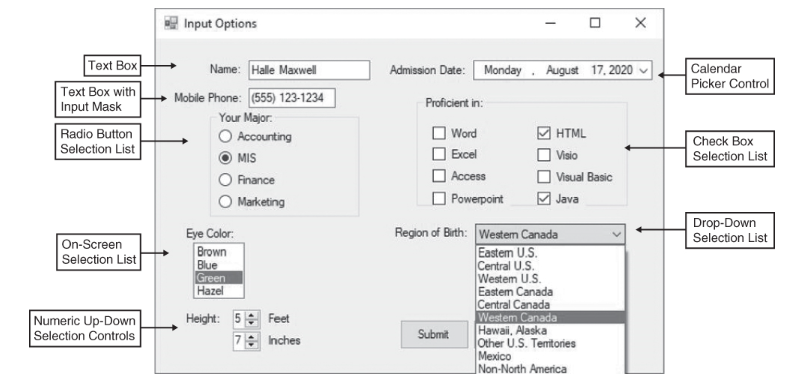 Input Options
Text Box
Name: Halle Maxwell
Admission Date: Monday , August 17, 2020
Calendar
Picker Control
Text Box with
Input Mask
Mobile Phone: (555) 123-1234
Radio Button
Selection List
Your Major:
Accounting
MIS
Finance
Marketing
Proficient in:
Word
HTML
Excel
Visio
Access
Visual Basic
Powerpoint
Java
Check Box
Selection List
On-Screen
Selection List
Eye Color:
Brown
Blue
Green
Hazel
Region of Birth: Western Canada
Eastern U.S.
Central U.S.
Western U.S.
Eastern Canada
Central Canada
Western Canada
Hawaii, Alaska
Other U.S. Territories
Mexico
Non-North America
Drop-Down
Selection List
Numeric Up-Down
Selection Controls
Height: 5 Feet
7 Inches
Submit